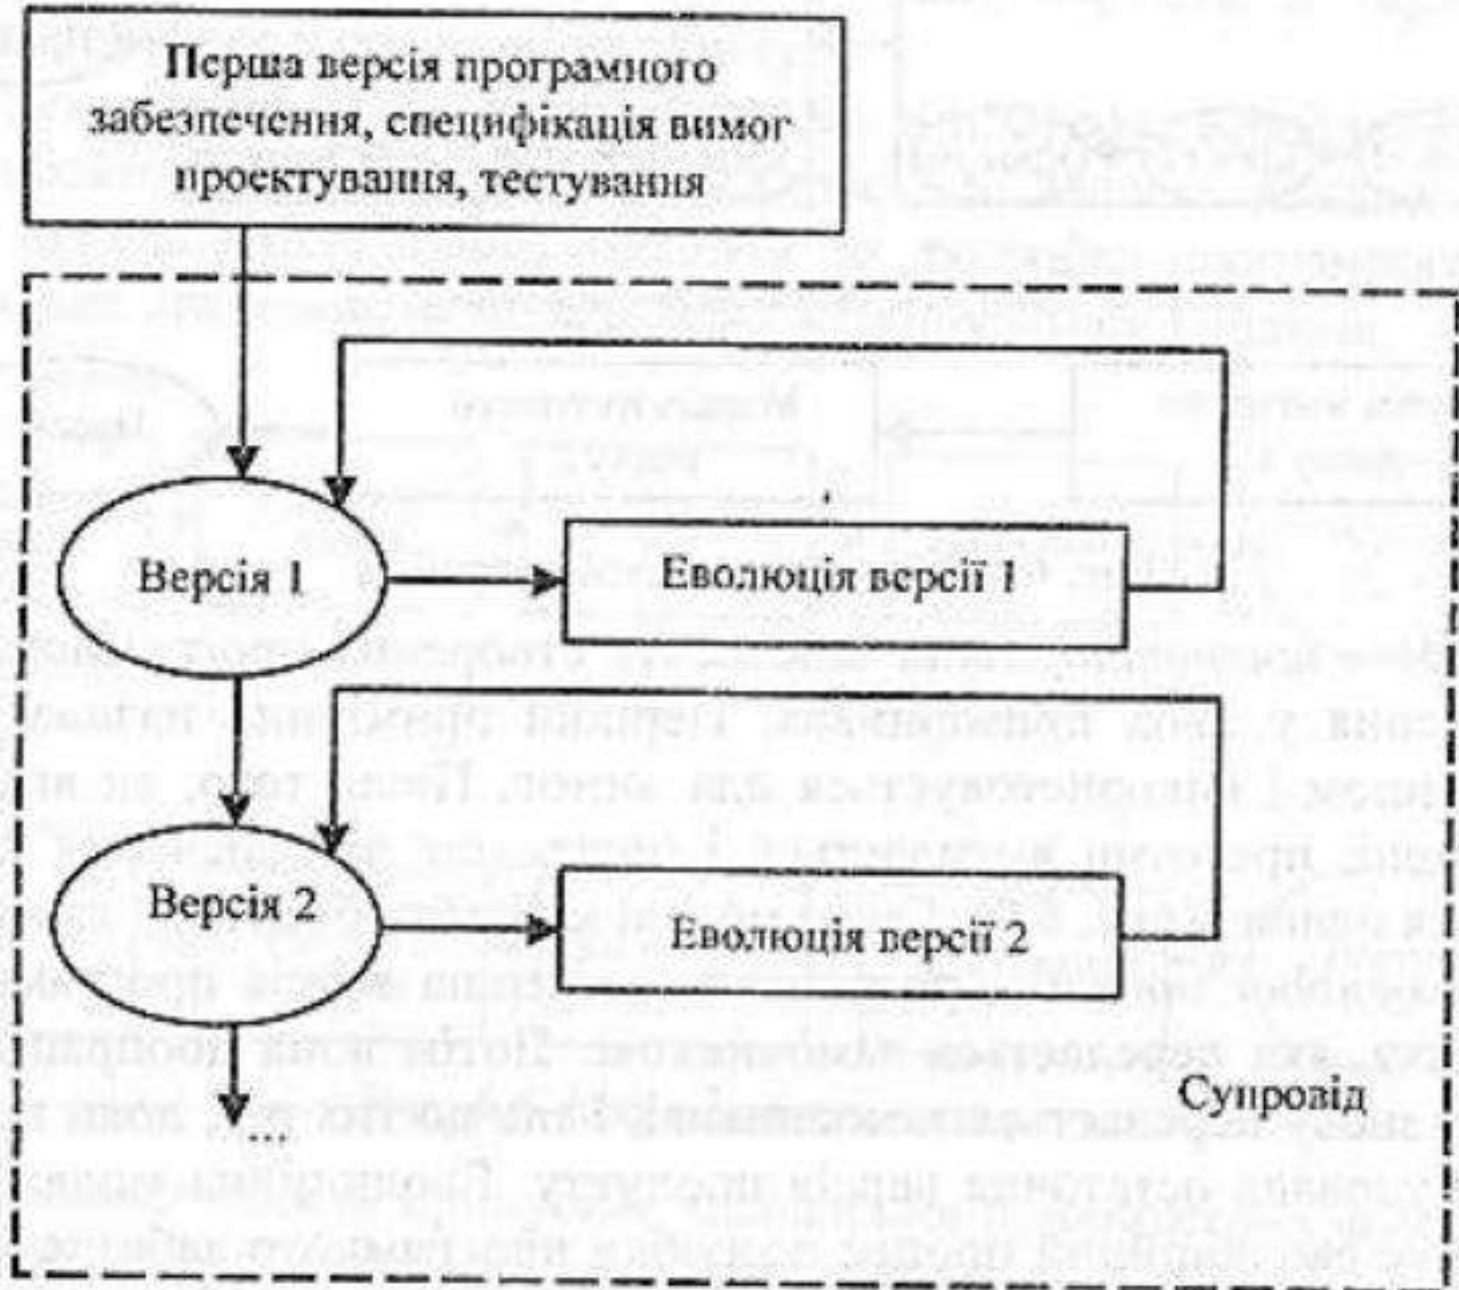 Перша версія програмного
забезпечення, специфікація вимог
проектування, тестування
Версія 1
Еволюція версії 1
Версія 2
Еволюція версії 2
Супровід
...